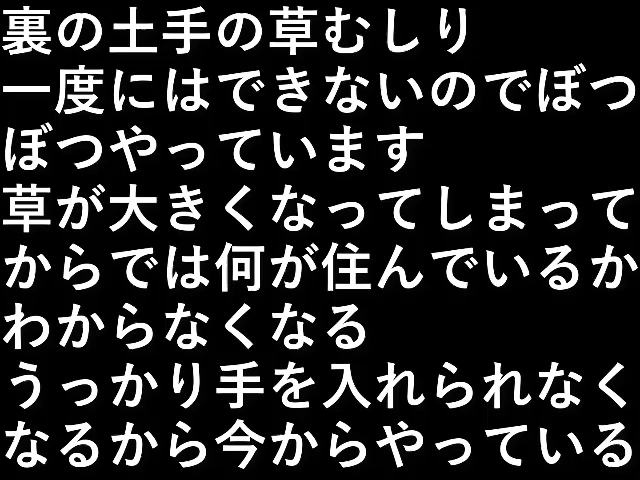 裏の土手の草むしり
一度にはできないのでぼつ
ぼつやっています
草が大きくなってしまって
からでは何が住んでいるか
わからなくなる
うっかり手を入れられなく
なるから今からやっている